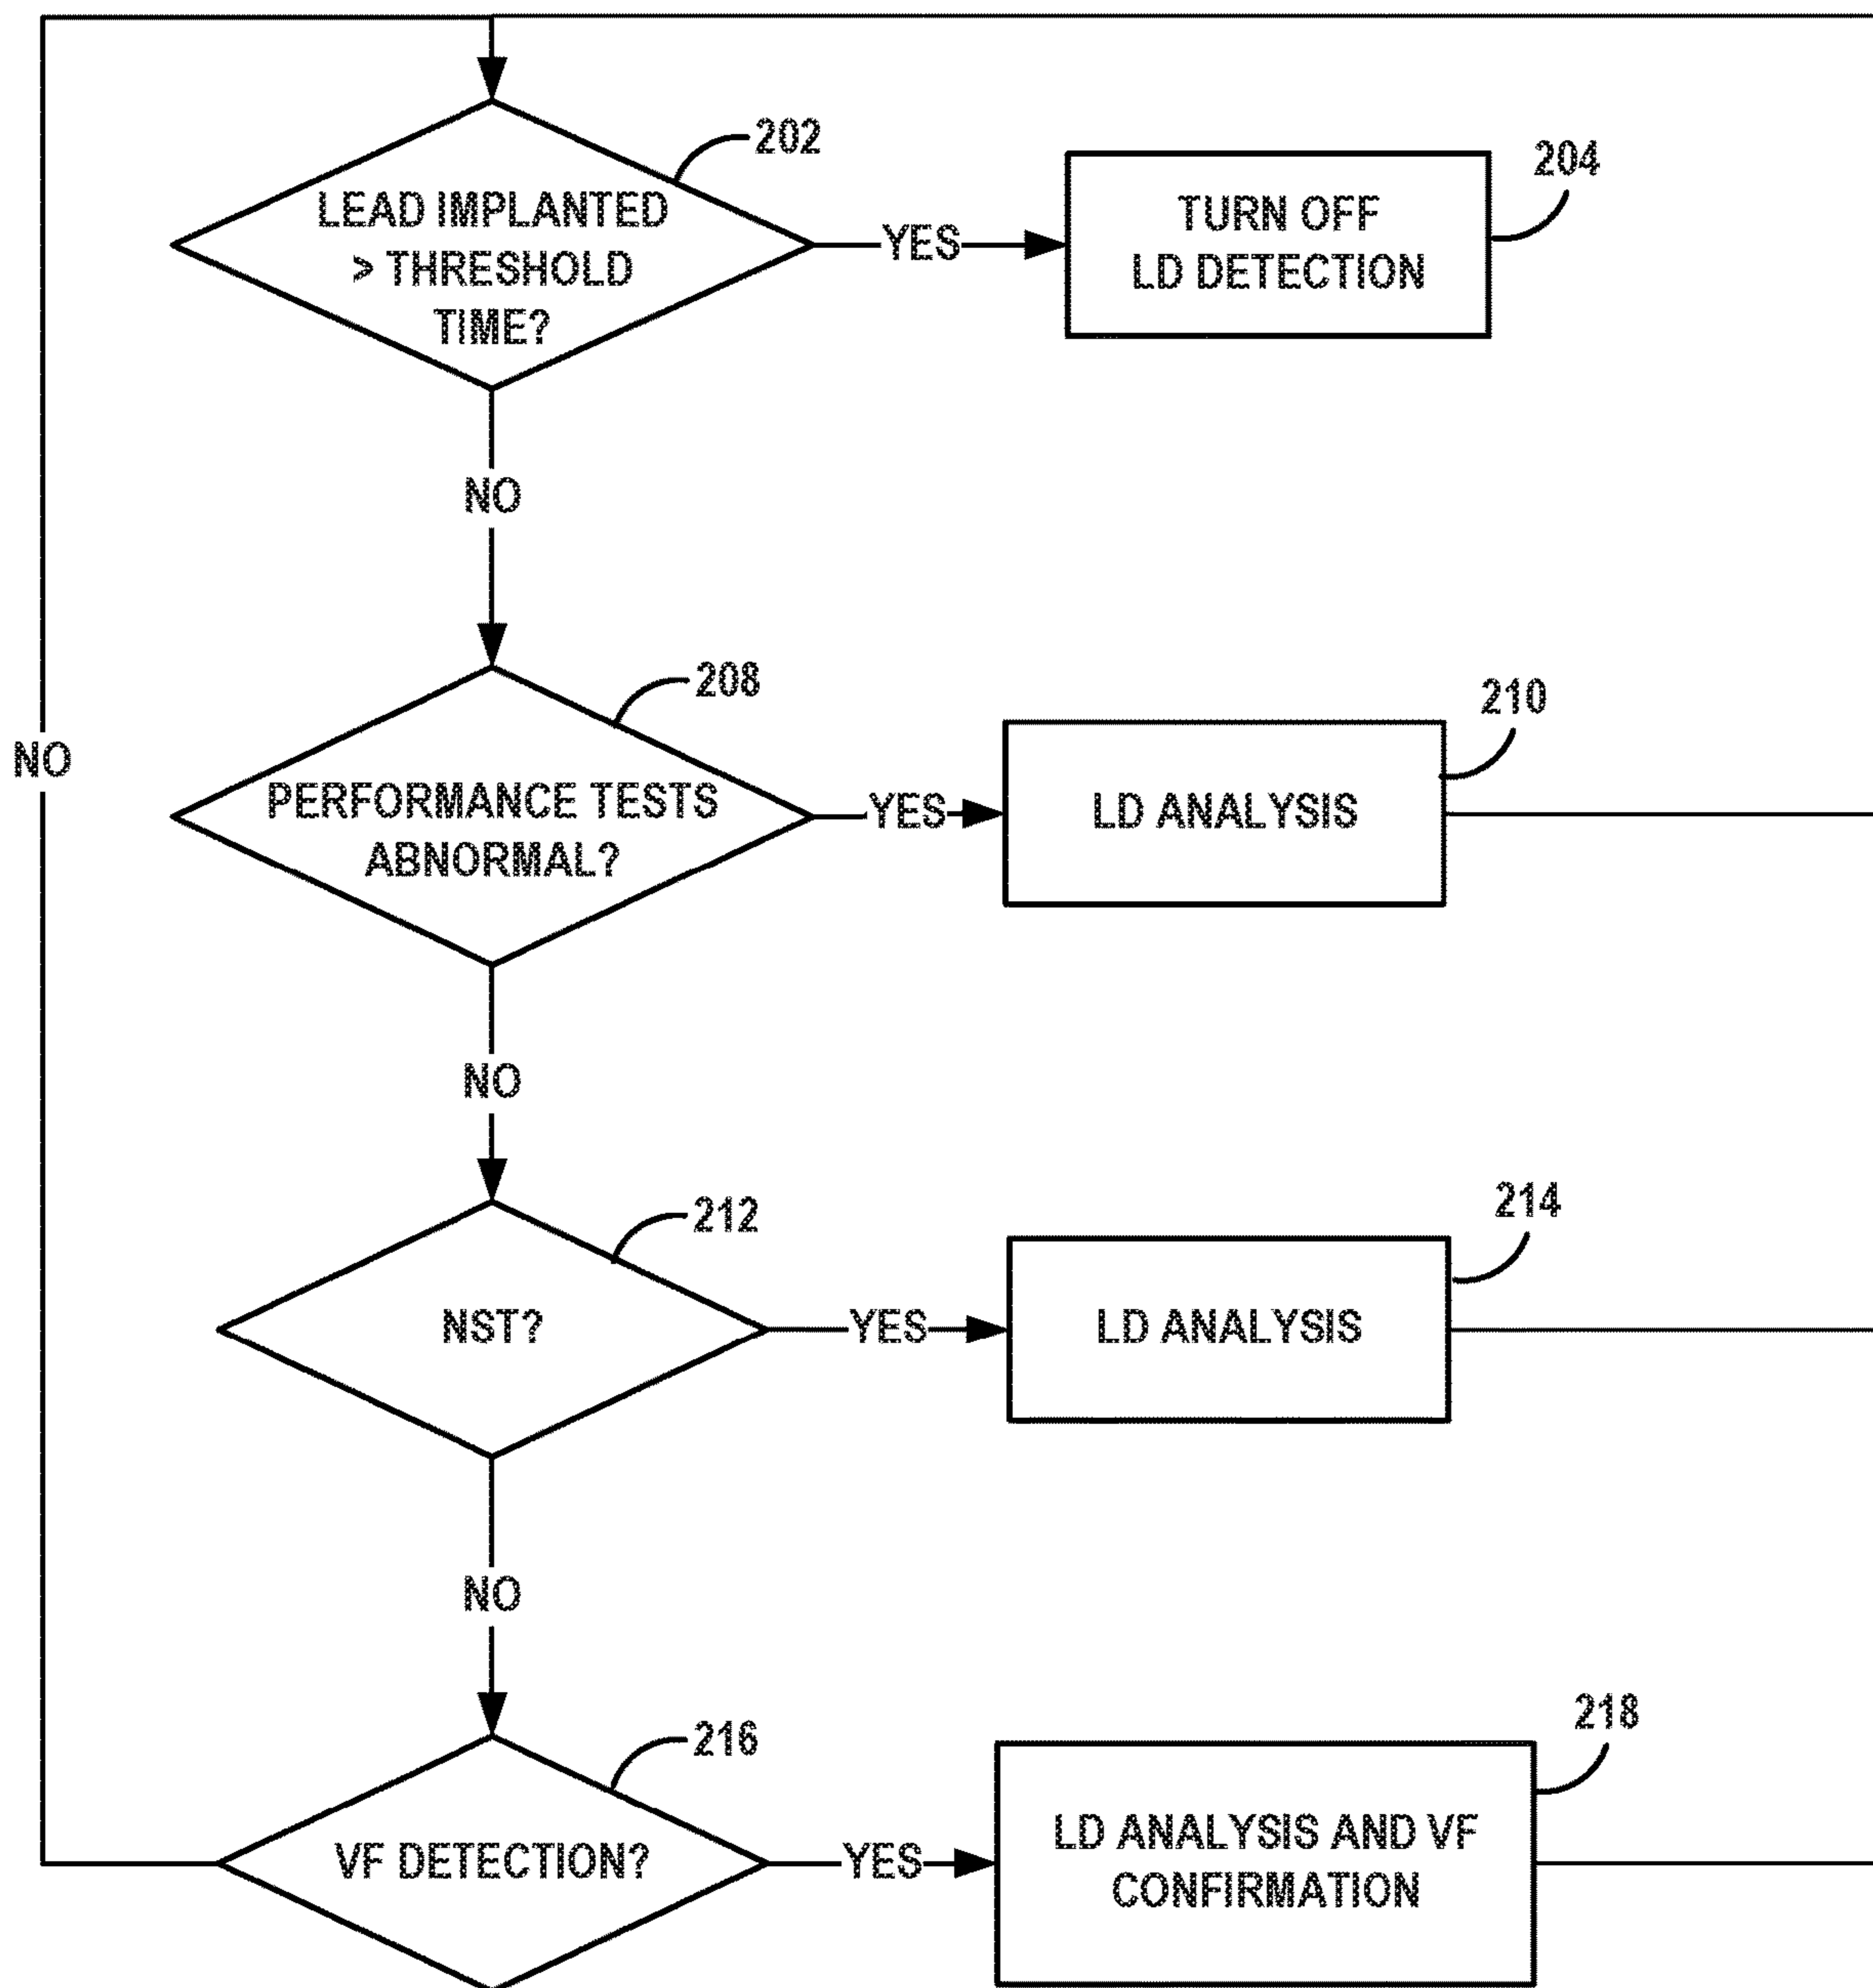 202
LEAD IMPLANTED
> THRESHOLD
TIME?
YES
204
TURN OFF
LD DETECTION
NO
NO
208
PERFORMANCE TESTS
ABNORMAL?
YES
210
LD ANALYSIS
NO
212
NST?
YES
214
LD ANALYSIS
NO
216
VF DETECTION?
YES
218
LD ANALYSIS AND VF
CONFIRMATION